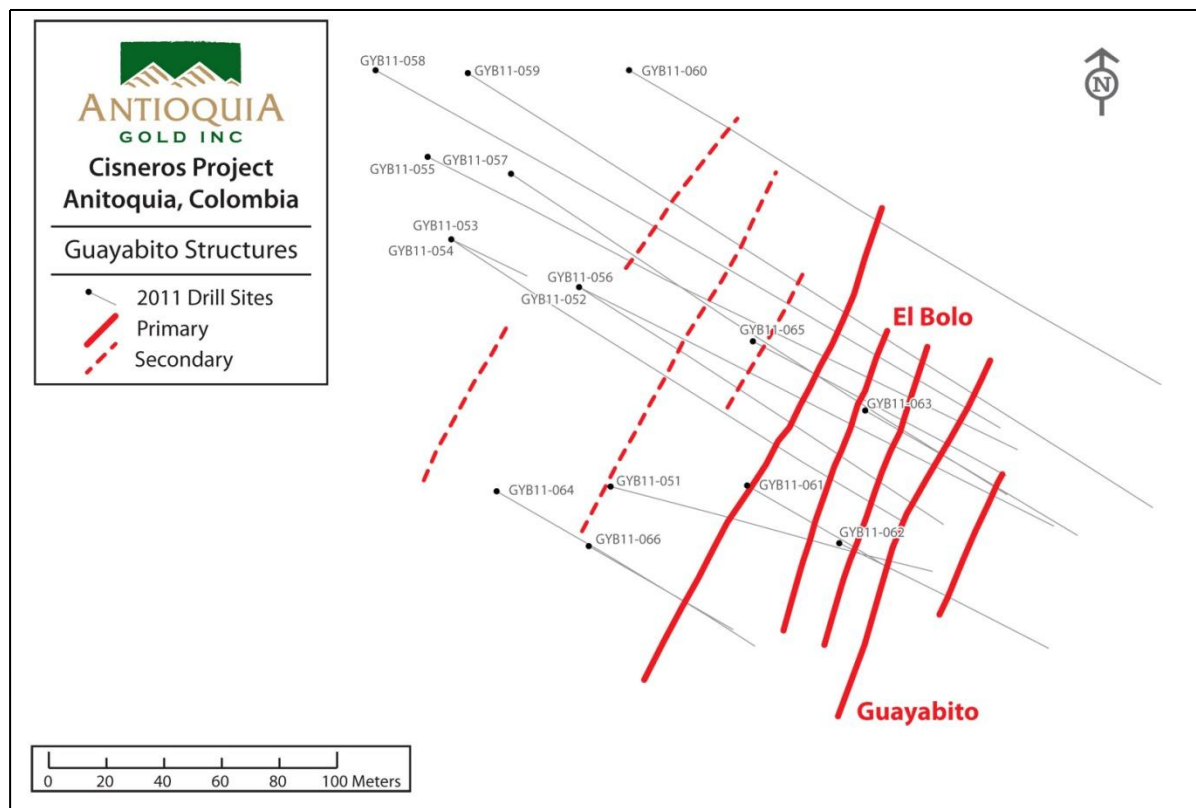 ANTIOQUIA
GOLD INC
Cisneros Project
Anitoquia, Colombia
Guayabito Structures
2011 Drill Sites
Primary
Secondary
GYB11-058
GYB11-059
GYB11-060
N
GYB11-057
GYB11-055
GYB11-053
GYB11-054
GYB11-056
GYB11-052
El Bolo
GYB11-065
GYB11-063
GYB11-051
GYB11-061
GYB11-064
GYB11-062
GYB11-066
Guayabito
0 20 40 60 80 100 Meters